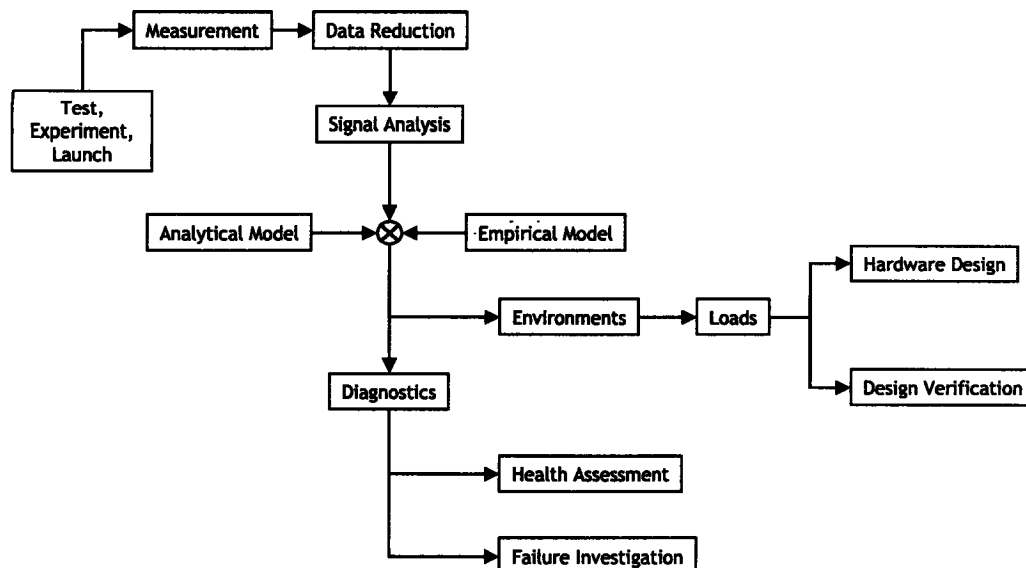 Measurement
Data Reduction
Test,
Experiment,
Launch
Signal Analysis
Analytical Model
Empirical Model
Hardware Design
Environments
Loads
Diagnostics
Design Verification
Health Assessment
Failure Investigation